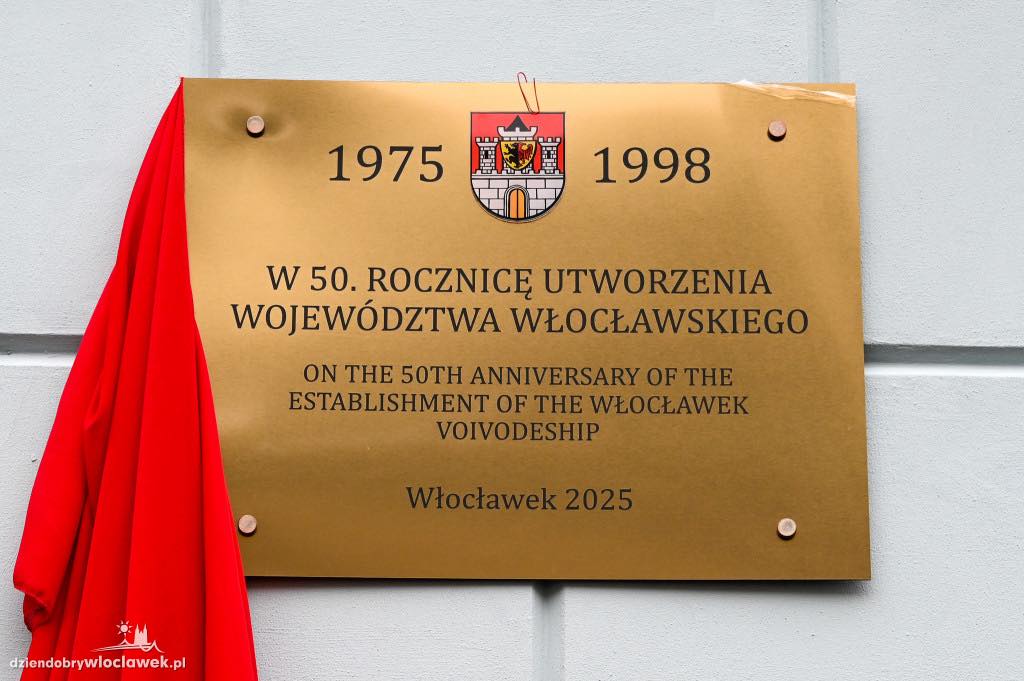 1975 1998
W 50. ROCZNICĘ UTWORZENIA
WOJEWÓDZTWA WŁOCŁAWSKIEGO
ON THE 50TH ANNIVERSARY OF THE
ESTABLISHMENT OF THE WŁOCŁAWEK
VOIVODESHIP
Włocławek 2025
dziendobrywloclawek.pl